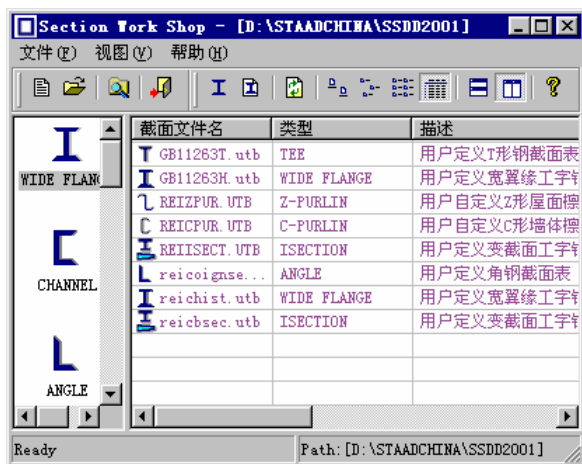 Section Work Shop - [D:\STAADCHINA\SSDD2001]
文件(F) 视图(V) 帮助(H)
截面文件名 类型 描述
GB11263T.utb TEE 用户定义T形钢截面表
WIDE FLANG GB11263H.utb WIDE FLANGE 用户定义宽翼缘工字钅
REIZPUR.UTB Z-PURLIN 用户自定义Z形屋面檩
REICPUR.UTB C-PURLIN 用户自定义C形墙体檩
REIISECT.UTB ISECTION 用户定义变截面工字钅
CHANNEL reicoignse... ANGLE 用户定义角钢截面表
reichist.utb WIDE FLANGE 用户定义宽翼缘工字钅
reicbsec.utb ISECTION 用户定义变截面工字钅
ANGLE
Ready Path:[D:\STAADCHINA\SSDD2001]